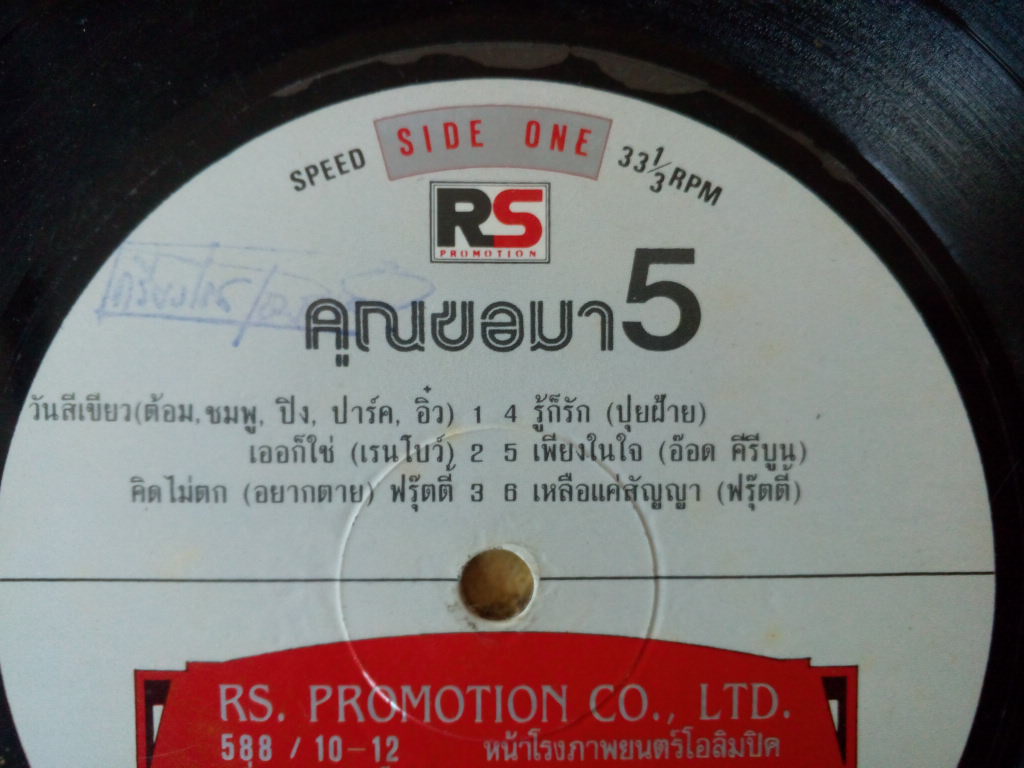 SIDE ONE
SPEED 33 1/3 RPM
RS
PROMOTION
คุณขอมา 5
วันสีเขียว(ต้อม,ชมพู, ปิง, ปาร์ค, อิ๋ว) 1 4 รู้ก็รัก (ปุยฝ้าย)
เออก็ใช่ (เรนโบว์) 2 5 เพียงในใจ (อ๊อด คีรีบูน)
คิดไม่ตก (อยากตาย) ฟรุ๊ตตี้ 3 6 เหลือแค่สัญญา (ฟรุ๊ตตี้)
RS. PROMOTION CO., LTD.
588 / 10-12 หน้าโรงภาพยนตร์โอลิมปิค